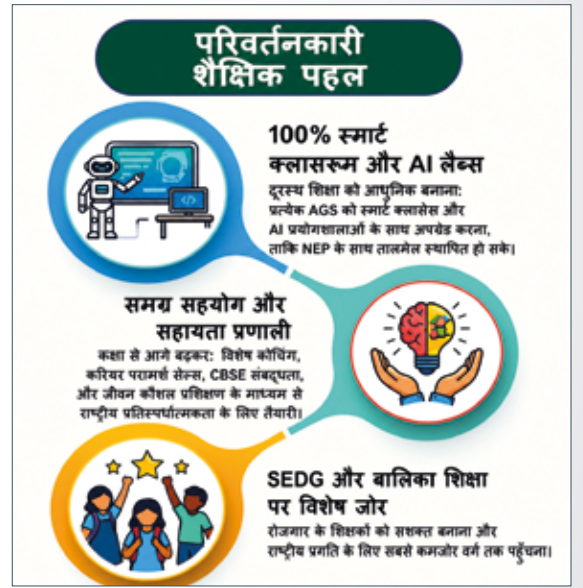 परिवर्तनकारी
शैक्षिक पहल
100% स्मार्ट
क्लासरूम और AI लैब्स
दूरस्थ शिक्षा को आधुनिक बनाना:
प्रत्येक AGS को स्मार्ट क्लासेस और
AI प्रयोगशालाओं के साथ अपग्रेड करना,
ताकि NEP के साथ तालमेल स्थापित हो सके।
समग्र सहयोग और
सहायता प्रणाली
कक्षा से आगे बढ़कर: विशेष कोचिंग,
करियर परामर्श सेल्स, CBSE संबद्धता,
और जीवन कौशल प्रशिक्षण के माध्यम से
राष्ट्रीय प्रतिस्पर्धात्मकता के लिए तैयारी।
SEDG और बालिका शिक्षा
पर विशेष जोर
रोजगार के शिक्षकों को सशक्त बनाना और
राष्ट्रीय प्रगति के लिए सबसे कमजोर वर्ग तक पहुँचना।